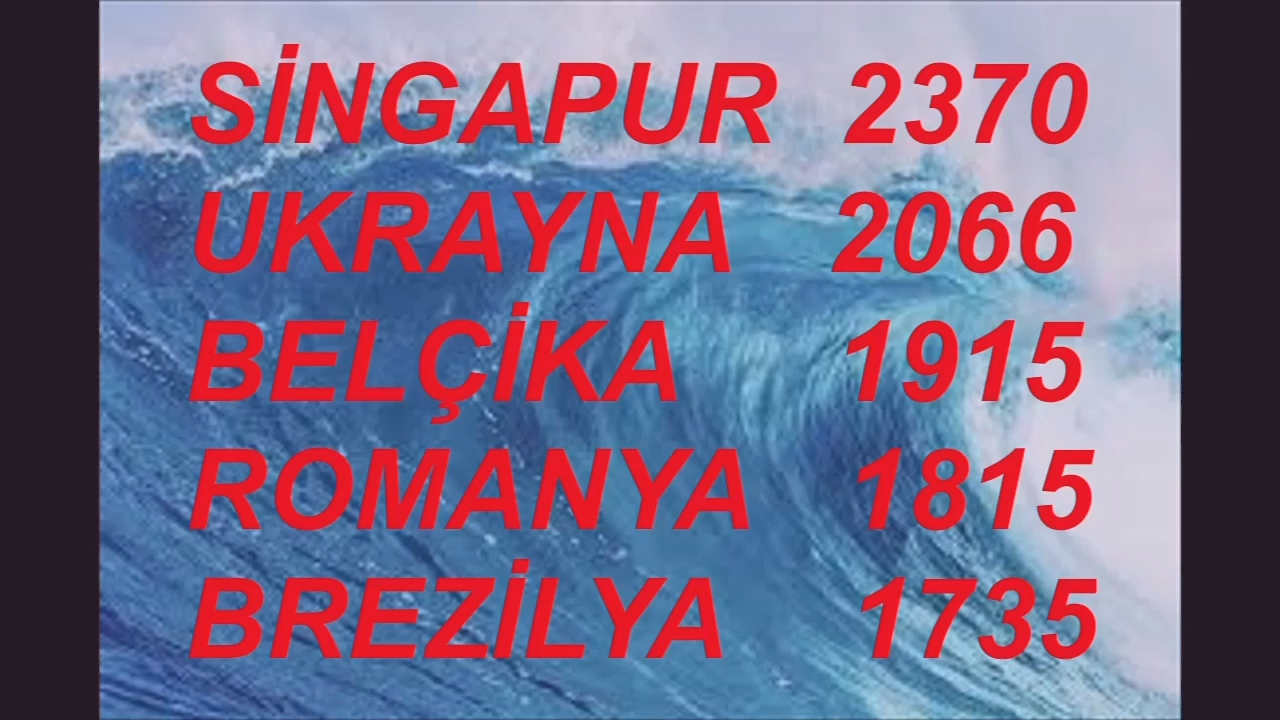 SİNGAPUR 2370
UKRAYNA 2066
BELÇİKA 1915
ROMANYA 1815
BREZİLYA 1735